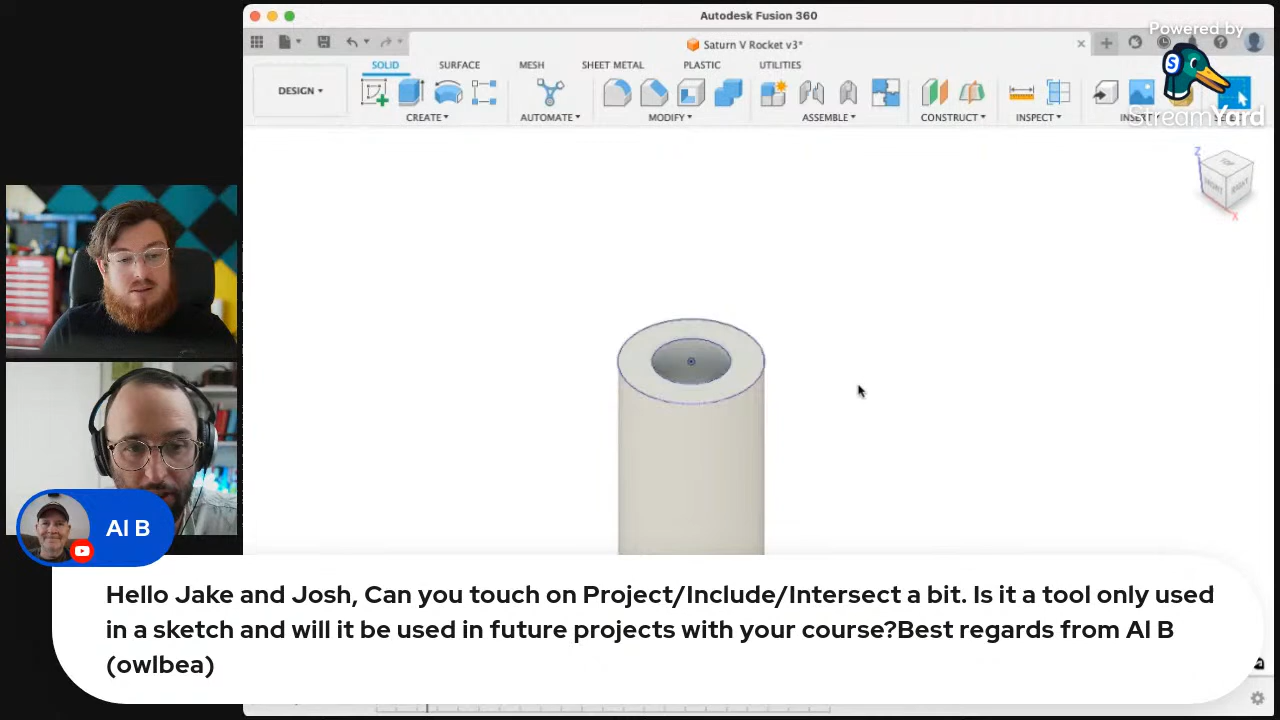 Autodesk Fusion 360
Powered by
Saturn V Rocket v3*
SOLID
SURFACE
MESH
SHEET METAL
PLASTIC
UTILITIES
DESIGN
CREATE
AUTOMATE
MODIFY
ASSEMBLE
CONSTRUCT
INSPECT
StreamYard
Z
TOP
FRONT
RIGHT
X
Al B
Hello Jake and Josh, Can you touch on Project/Include/Intersect a bit. Is it a tool only used
in a sketch and will it be used in future projects with your course?Best regards from Al B
(owlbea)